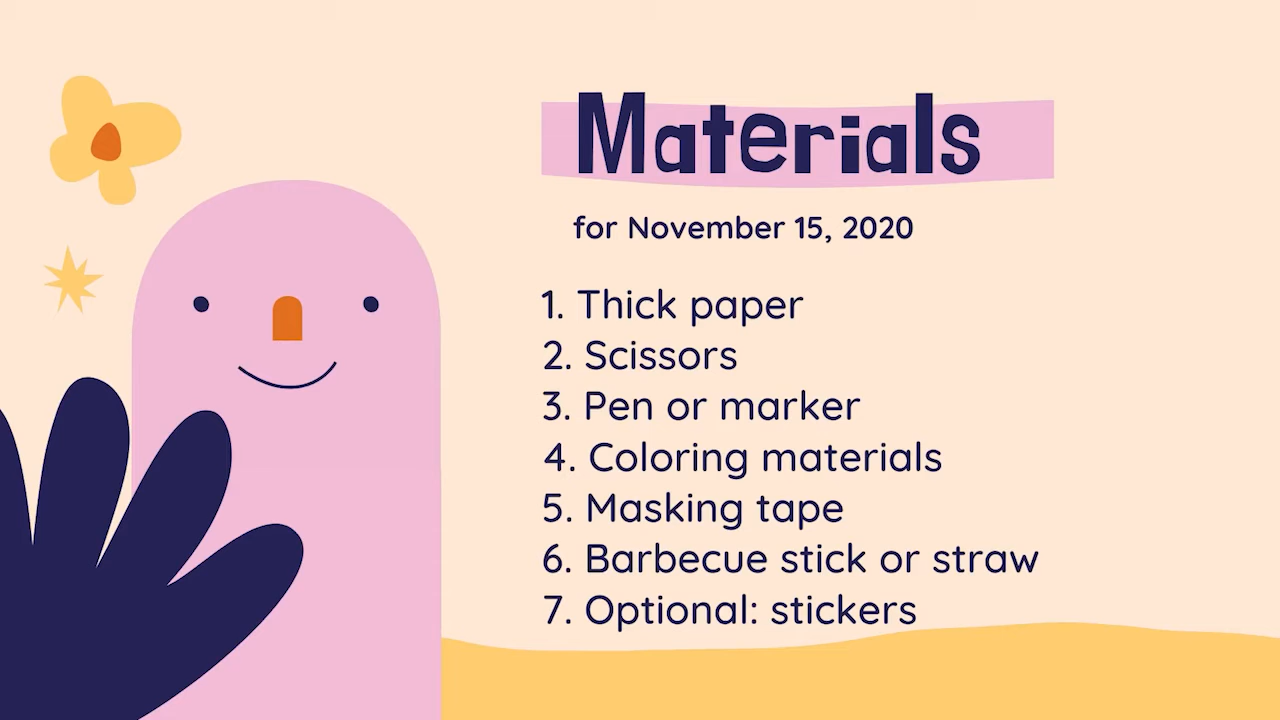 Materials
for November 15, 2020
1. Thick paper
2. Scissors
3. Pen or marker
4. Coloring materials
5. Masking tape
6. Barbecue stick or straw
7. Optional: stickers